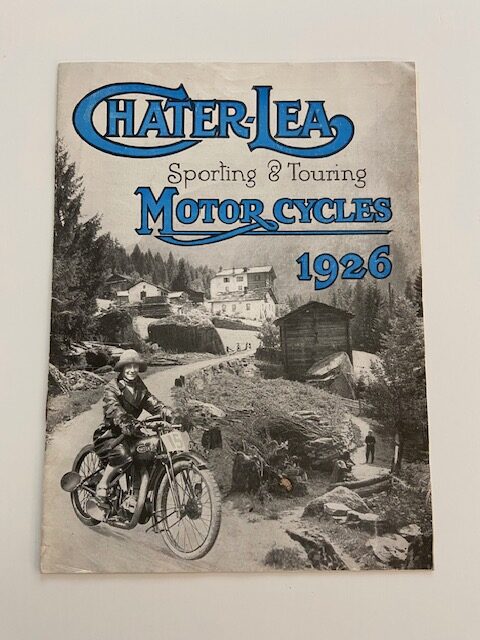 CHATER-LEA
Sporting & Touring
MOTOR CYCLES
1926